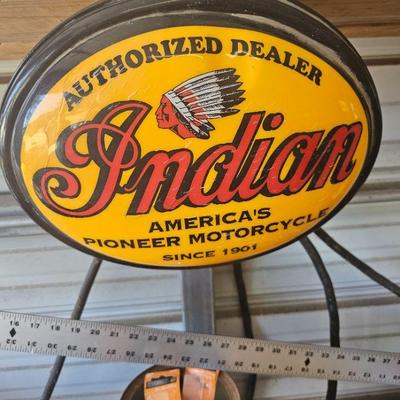 AUTHORIZED DEALER
Indian
AMERICA'S
PIONEER MOTORCYCLE
SINCE 1901